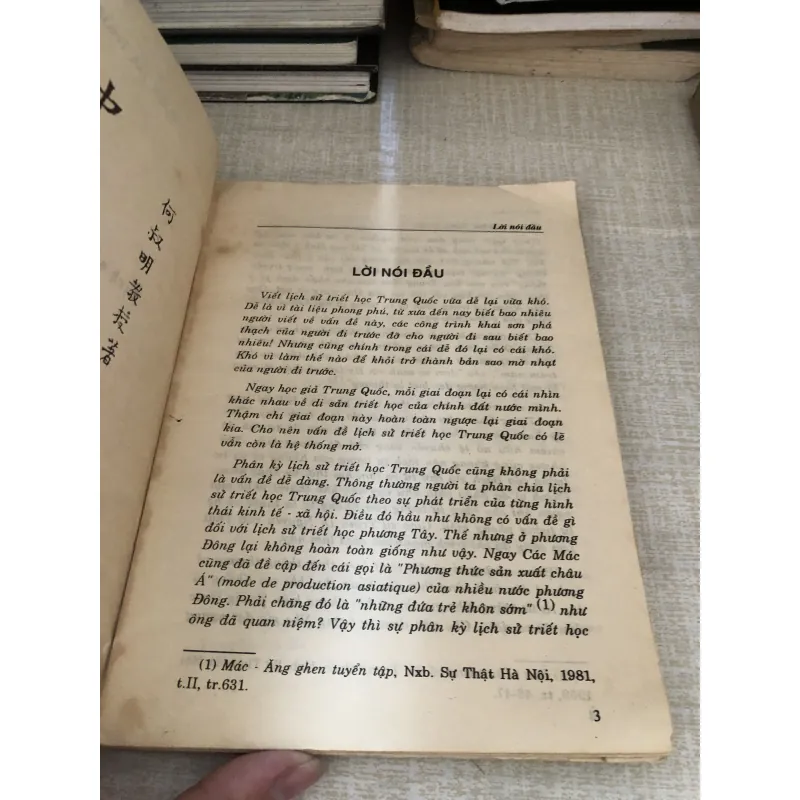 中
何
叔
明
教
授
著
Lời nói đầu
LỜI NÓI ĐẦU
Viết lịch sử triết học Trung Quốc vừa dễ lại vừa khó.
Dễ là vì tài liệu phong phú, từ xưa đến nay biết bao nhiêu
người viết về vấn đề này, các công trình khai sơn phá
thạch của người đi trước đỡ cho người đi sau biết bao
nhiêu! Nhưng cũng chính trong cái dễ đó lại có cái khó.
Khó vì làm thế nào để khỏi trở thành bản sao mờ nhạt
của người đi trước.
Ngay học giả Trung Quốc, mỗi giai đoạn lại có cái nhìn
khác nhau về di sản triết học của chính đất nước mình.
Thậm chí giai đoạn này hoàn toàn ngược lại giai đoạn
kia. Cho nên vấn đề lịch sử triết học Trung Quốc có lẽ
vẫn còn là hệ thống mở.
Phân kỳ lịch sử triết học Trung Quốc cũng không phải
là vấn đề dễ dàng. Thông thường người ta phân chia lịch
sử triết học Trung Quốc theo sự phát triển của từng hình
thái kinh tế - xã hội. Điều đó hầu như không có vấn đề gì
đối với lịch sử triết học phương Tây. Thế nhưng ở phương
Đông lại không hoàn toàn giống như vậy. Ngay Các Mác
cũng đã đề cập đến cái gọi là "Phương thức sản xuất châu
Á" (mode de production asiatique) của nhiều nước phương
Đông. Phải chăng đó là "những đứa trẻ khôn sớm" (1) như
ông đã quan niệm? Vậy thì sự phân kỳ lịch sử triết học
(1) Mác - Ăng ghen tuyển tập, Nxb. Sự Thật Hà Nội, 1981,
t.II, tr.631.
3